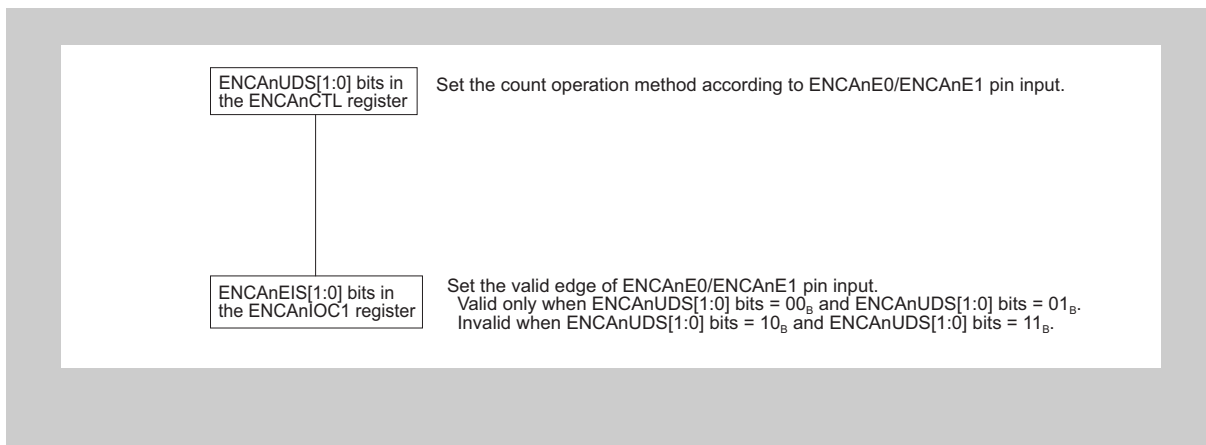 ENCAnUDS[1:0] bits in
the ENCAnCTL register
Set the count operation method according to ENCAnE0/ENCAnE1 pin input.
ENCAnEIS[1:0] bits in
the ENCAnIOC1 register
Set the valid edge of ENCAnE0/ENCAnE1 pin input.
Valid only when ENCAnUDS[1:0] bits = 00B and ENCAnUDS[1:0] bits = 01B.
Invalid when ENCAnUDS[1:0] bits = 10B and ENCAnUDS[1:0] bits = 11B.